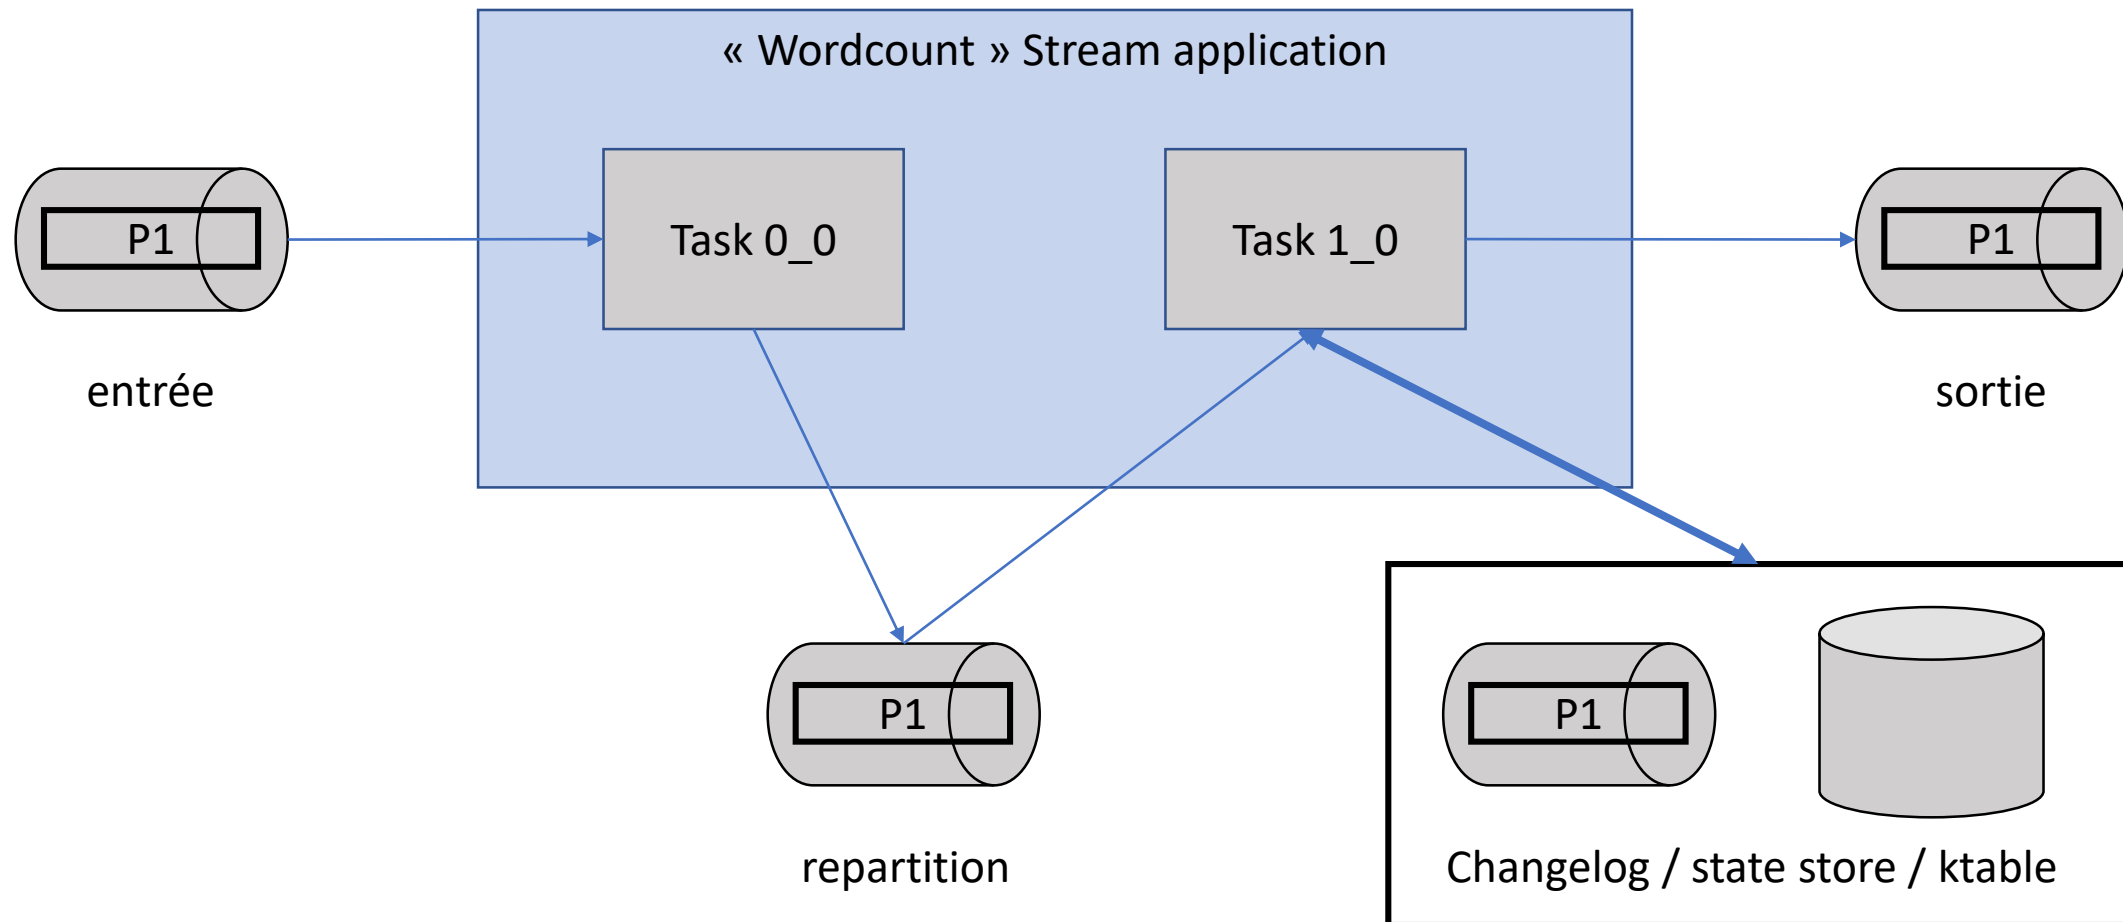 « Wordcount » Stream application
P1
Task 0_0
Task 1_0
P1
entrée
sortie
P1
P1
repartition
Changelog / state store / ktable